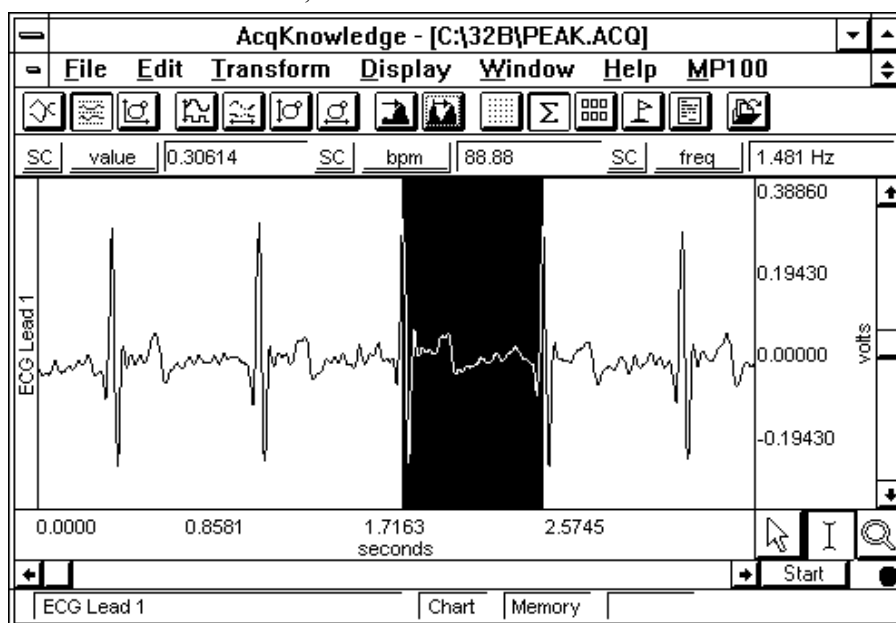 AcqKnowledge - [C:\32B\PEAK.ACQ]
File Edit Transform Display Window Help MP100
Σ
SC value 0.30614 SC bpm 88.88 SC freq 1.481 Hz
0.38860
0.19430
0.00000
-0.19430
volts
ECG Lead 1
0.0000 0.8581 1.7163 2.5745
seconds
Start
ECG Lead 1 Chart Memory